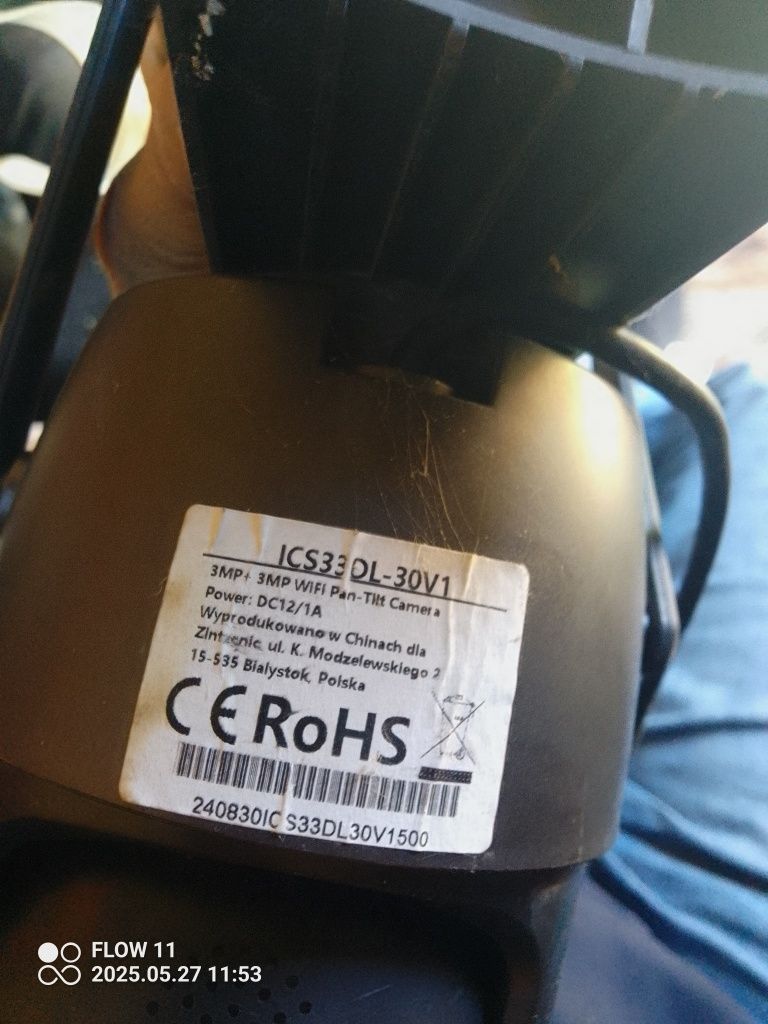 ICS33DL-30V1
3MP+ 3MP WiFi Pan-Tilt Camera
Power: DC12/1A
Wyprodukowano w Chinach dla
ul. K. Modzelewskiego 2
15-535 Bialystok, Polska
CE RoHS
240830ICS33DL30V1500
FLOW 11
2025.05.27 11:53